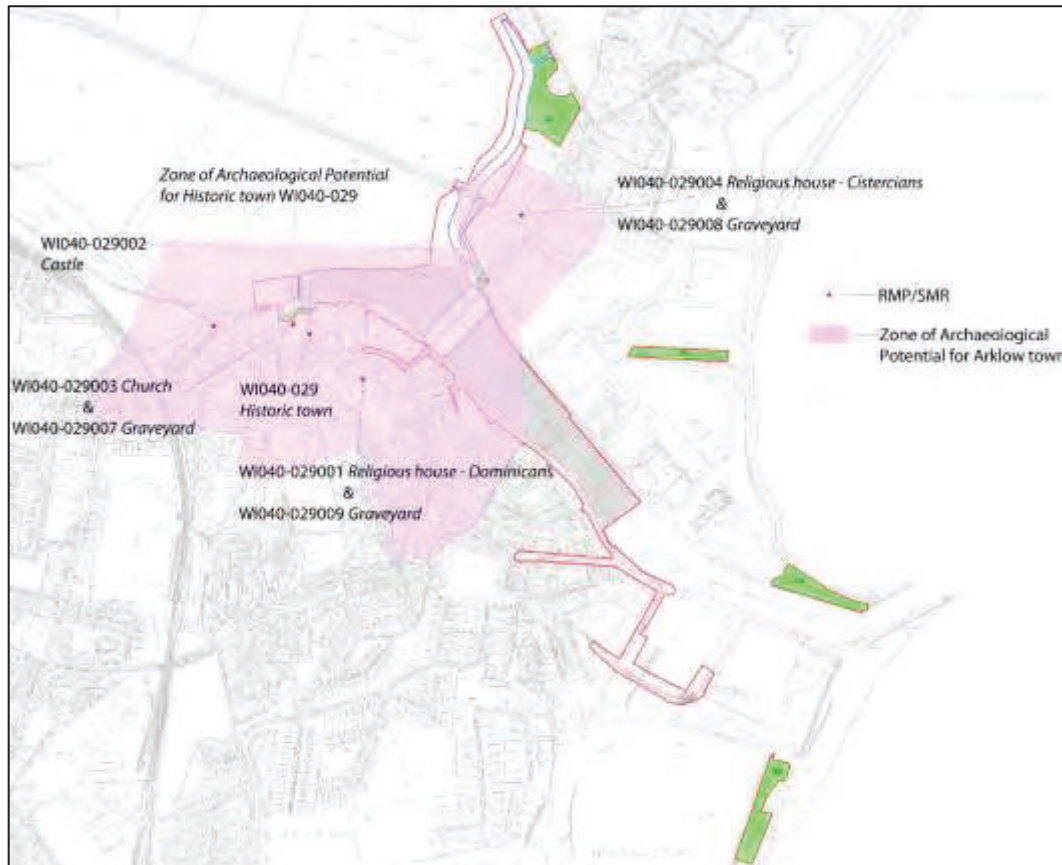 Zone of Archaeological Potential
for Historic town WI040-029
WI040-029004 Religious house - Cistercians
&
WI040-029008 Graveyard
WI040-029002
Castle
RMP/SMR
Zone of Archaeological
Potential for Arklow town
WI040-029003 Church
&
WI040-029007 Graveyard
WI040-029
Historic town
WI040-029001 Religious house - Dominicans
&
WI040-029009 Graveyard